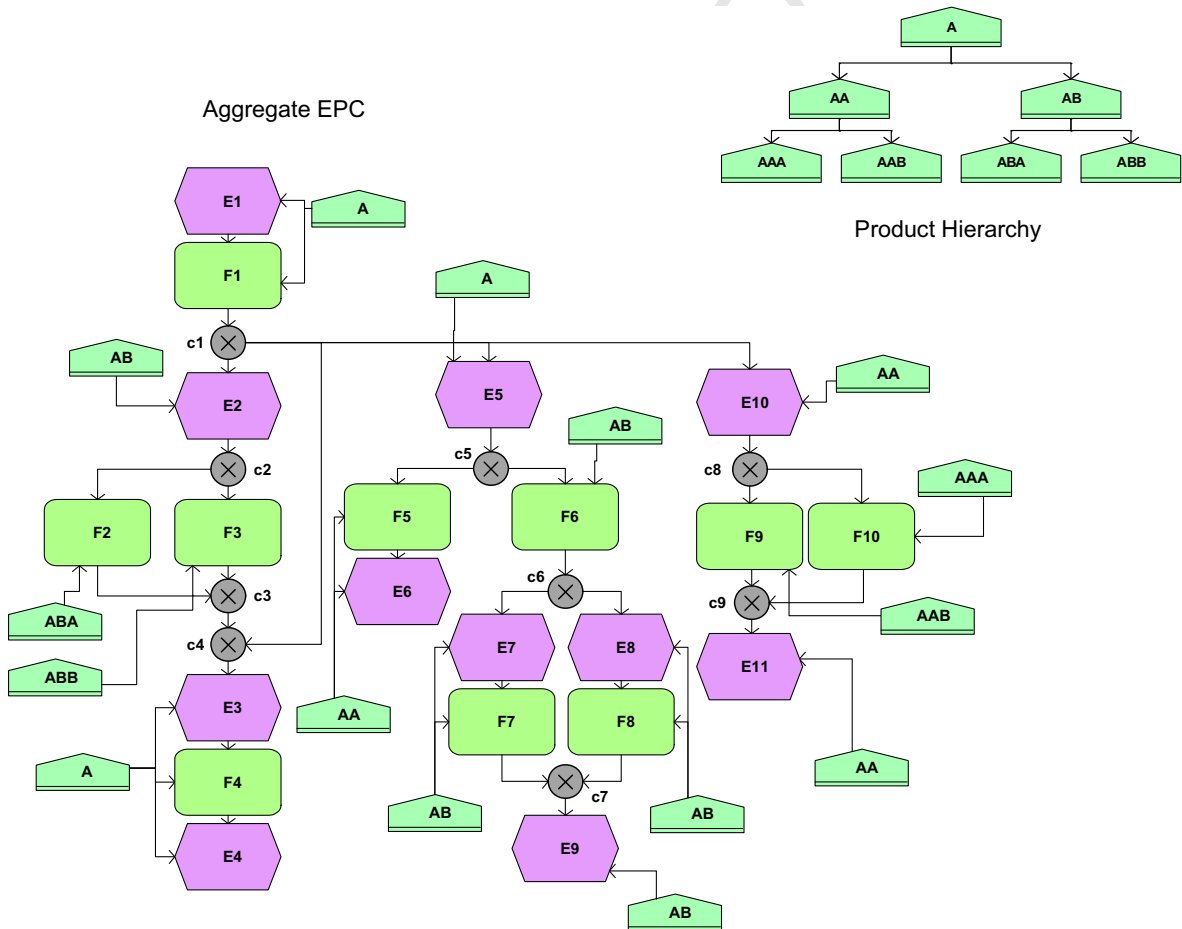 A
AA
AB
Aggregate EPC
AAA
AAB
ABA
ABB
E1
A
Product Hierarchy
F1
A
c1
AB
AA
E5
E10
E2
AB
c5
c2
c8
AAA
F2
F3
F5
F6
F9
F10
c6
c3
E6
c9
AAB
ABA
c4
E7
E8
E11
ABB
E3
AA
F7
F8
A
F4
AA
c7
AB
AB
E4
E9
AB